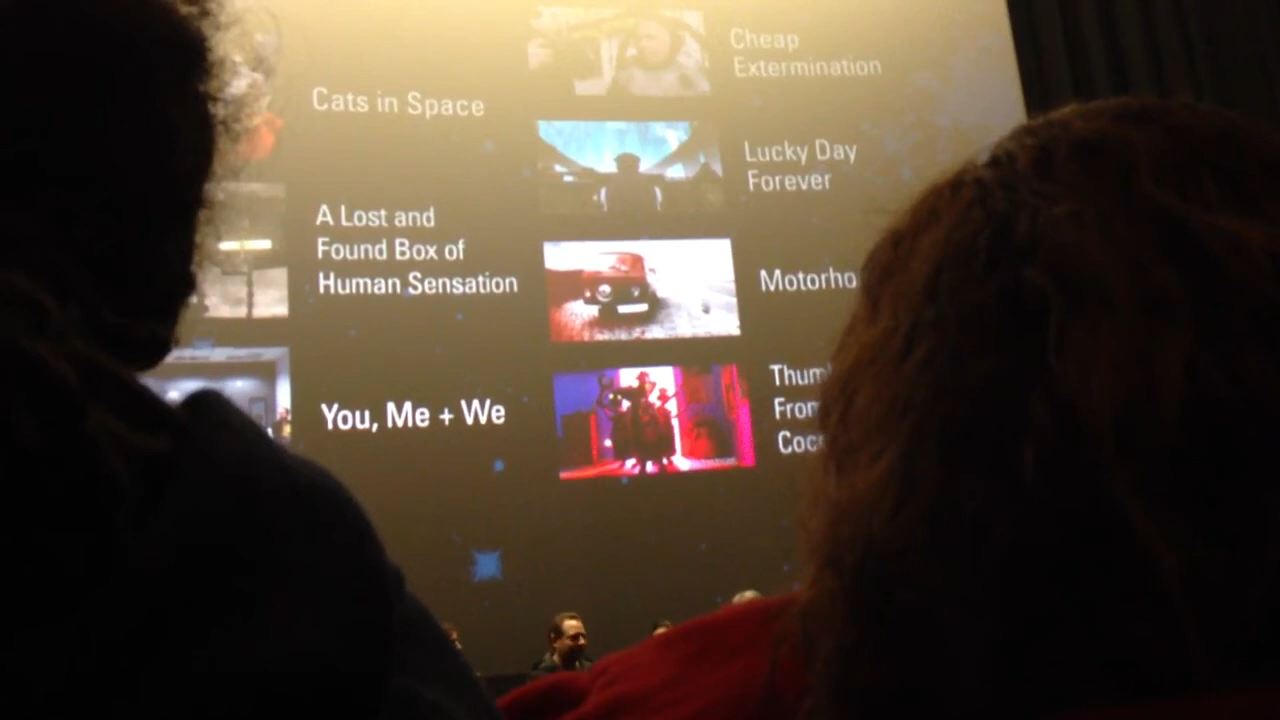 Cats in Space
A Lost and
Found Box of
Human Sensation
You, Me + We
Cheap
Extermination
Lucky Day
Forever